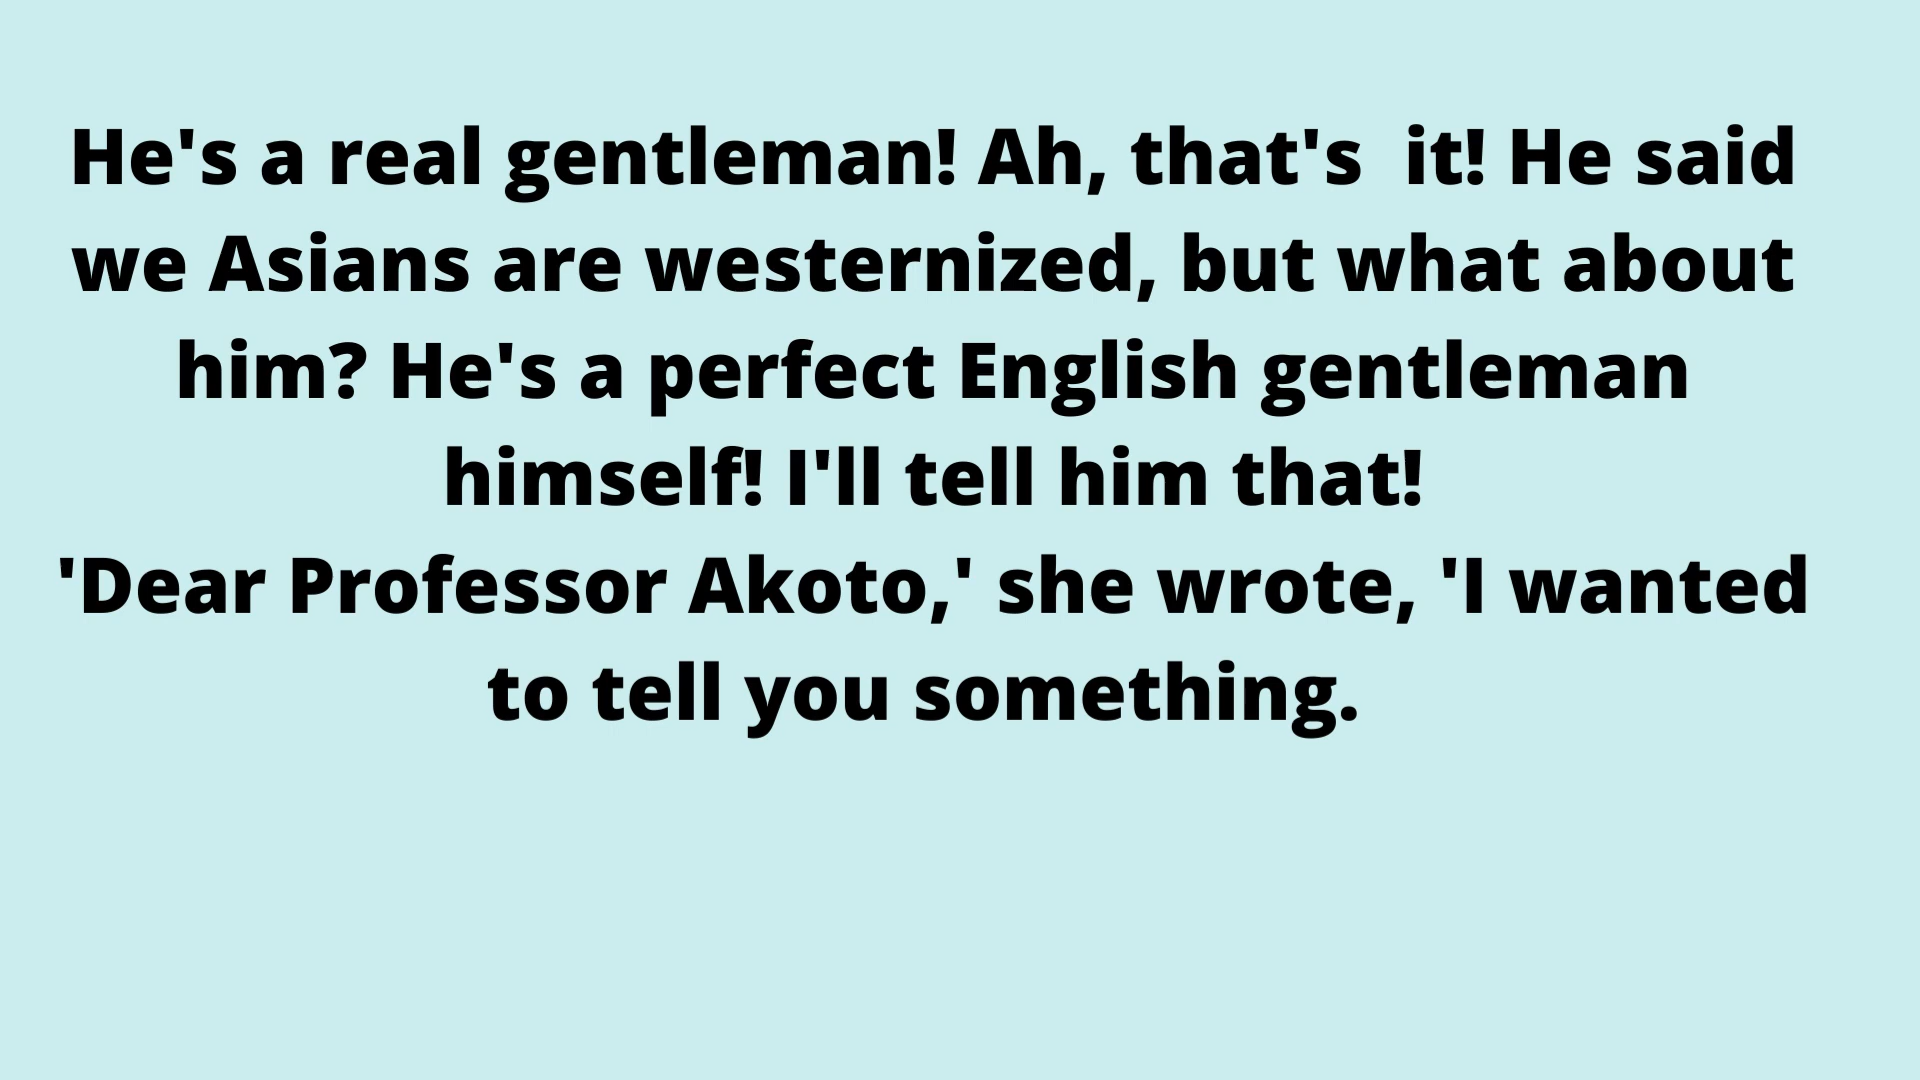 He's a real gentleman! Ah, that's  it! He said
we Asians are westernized, but what about
him? He's a perfect English gentleman
himself! I'll tell him that!
'Dear Professor Akoto,' she wrote, 'I wanted
to tell you something.